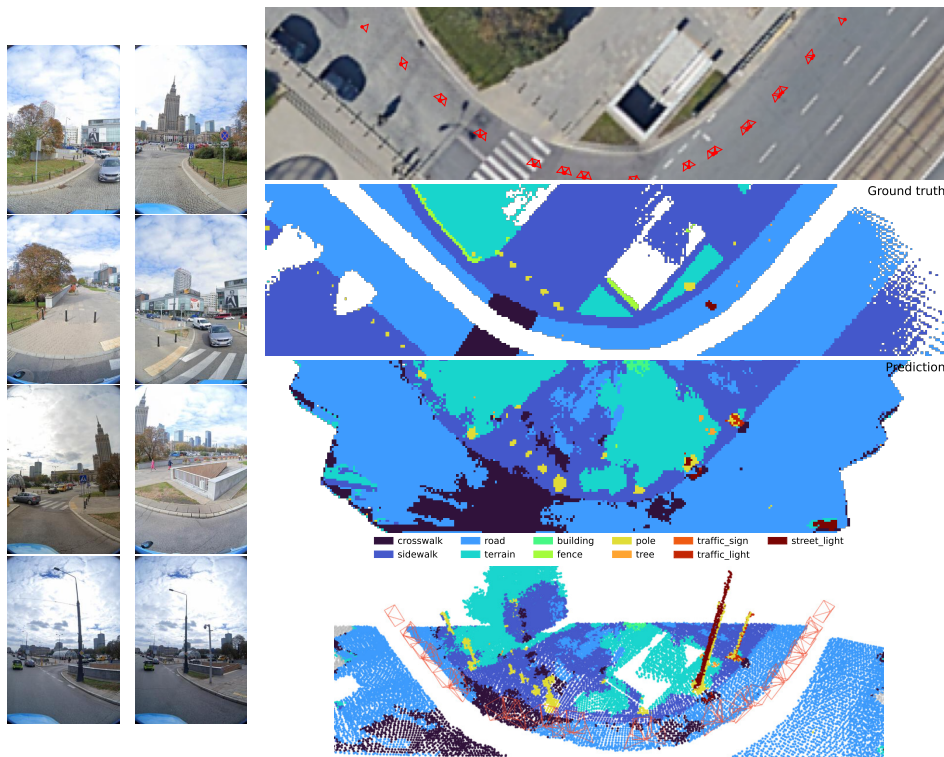 Ground truth
Prediction
crosswalk road building pole traffic_sign street_light
sidewalk terrain fence tree traffic_light